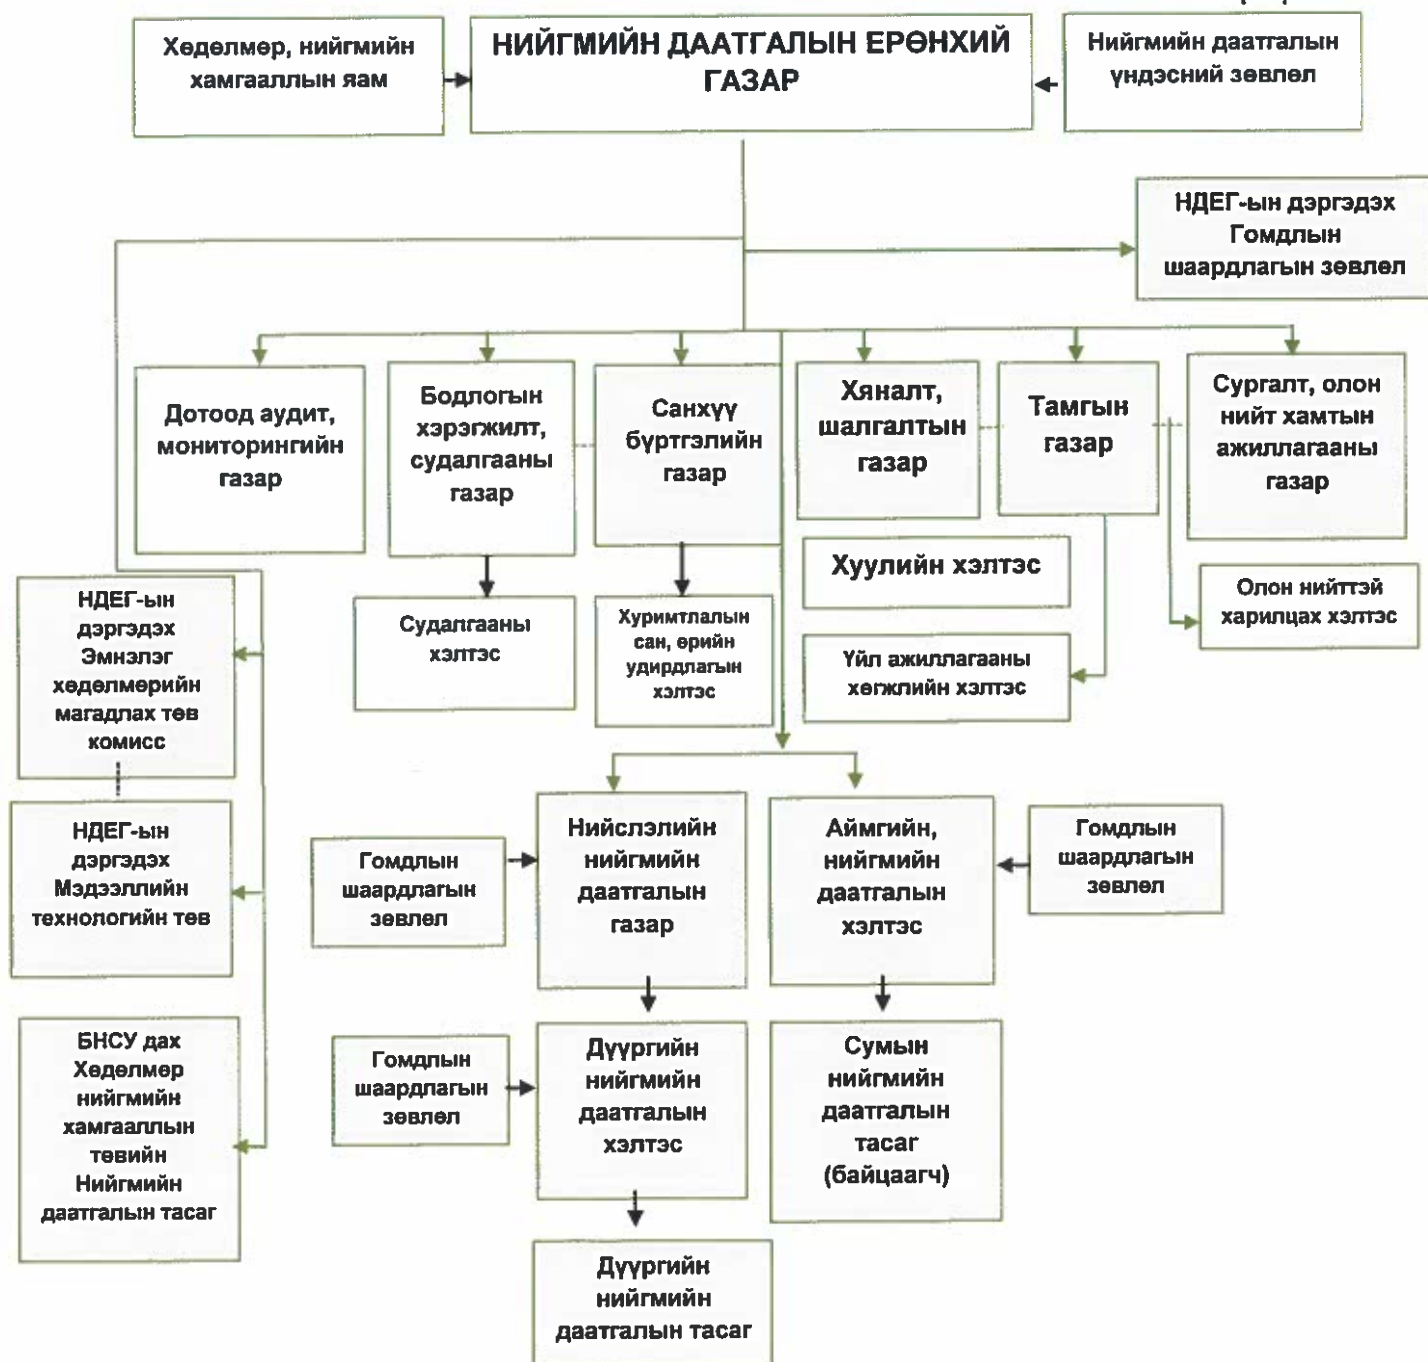 Хөдөлмөр, нийгмийн
хамгааллын яам
НИЙГМИЙН ДААТГАЛЫН ЕРӨНХИЙ
ГАЗАР
Нийгмийн даатгалын
үндэсний зөвлөл
НДЕГ-ын дэргэдэх
Гомдлын
шаардлагын зөвлөл
Дотоод аудит,
мониторингийн
газар
Бодлогын
хэрэгжилт,
судалгааны
газар
Санхүү
бүртгэлийн
газар
Хяналт,
шалгалтын
газар
Тамгын
газар
Сургалт, олон
нийт хамтын
ажиллагааны
газар
Судалгааны
хэлтэс
Хуримтлалын
сан, өрийн
удирдлагын
хэлтэс
Хуулийн хэлтэс
Үйл ажиллагааны
хөгжлийн хэлтэс
Олон нийттэй
харилцах хэлтэс
НДЕГ-ын
дэргэдэх
Эмнэлэг
хөдөлмөрийн
магадлах төв
комисс
НДЕГ-ын
дэргэдэх
Мэдээллийн
технологийн төв
БНСУ дах
Хөдөлмөр
нийгмийн
хамгааллын
төвийн
Нийгмийн
даатгалын тасаг
Гомдлын
шаардлагын
зөвлөл
Нийслэлийн
нийгмийн
даатгалын
газар
Аймгийн,
нийгмийн
даатгалын
хэлтэс
Гомдлын
шаардлагын
зөвлөл
Гомдлын
шаардлагын
зөвлөл
Дүүргийн
нийгмийн
даатгалын
хэлтэс
Сумын
нийгмийн
даатгалын
тасаг
(байцаагч)
Дүүргийн
нийгмийн
даатгалын тасаг